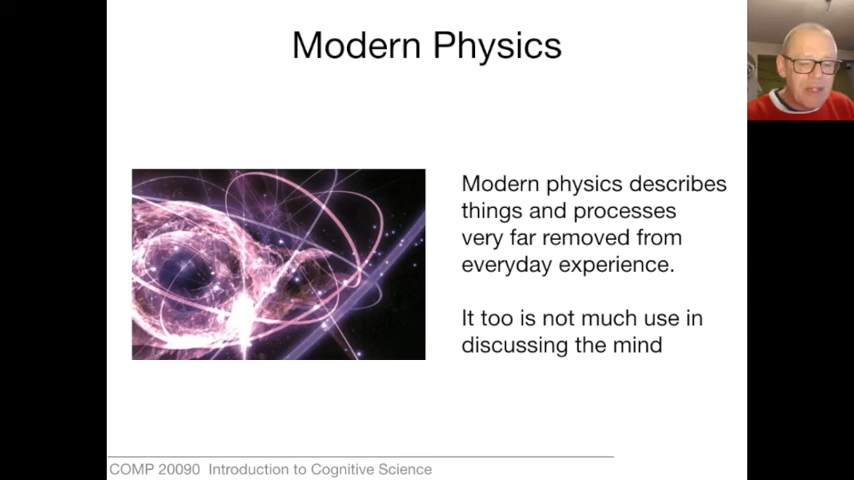 Modern Physics
Modern physics describes
things and processes
very far removed from
everyday experience.
It too is not much use in
discussing the mind
COMP 20090 Introduction to Cognitive Science